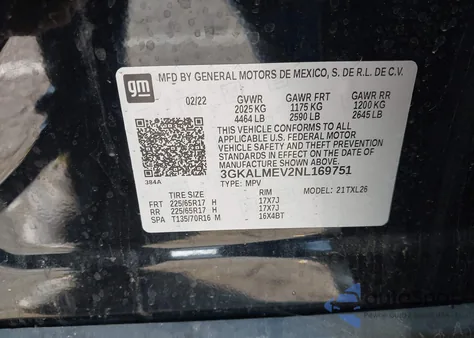 gm
MFD BY GENERAL MOTORS DE MEXICO, S. DE R.L. DE C.V.
02/22 GVWR GAWR FRT GAWR RR
2025 KG 1175 KG 1200 KG
4464 LB 2590 LB 2645 LB
THIS VEHICLE CONFORMS TO ALL APPLICABLE
U.S. FEDERAL MOTOR VEHICLE SAFETY STANDARDS
IN EFFECT ON THE DATE OF
MANUFACTURE SHOWN ABOVE.
3GKALMEV2NL169751
TYPE: MPV MODEL: 21TXL26
384A
TIRE SIZE RIM
FRT 225/65R17 H 17X7J
RR 225/65R17 H 17X7J
SPA T135/70R16 M 16X4BT